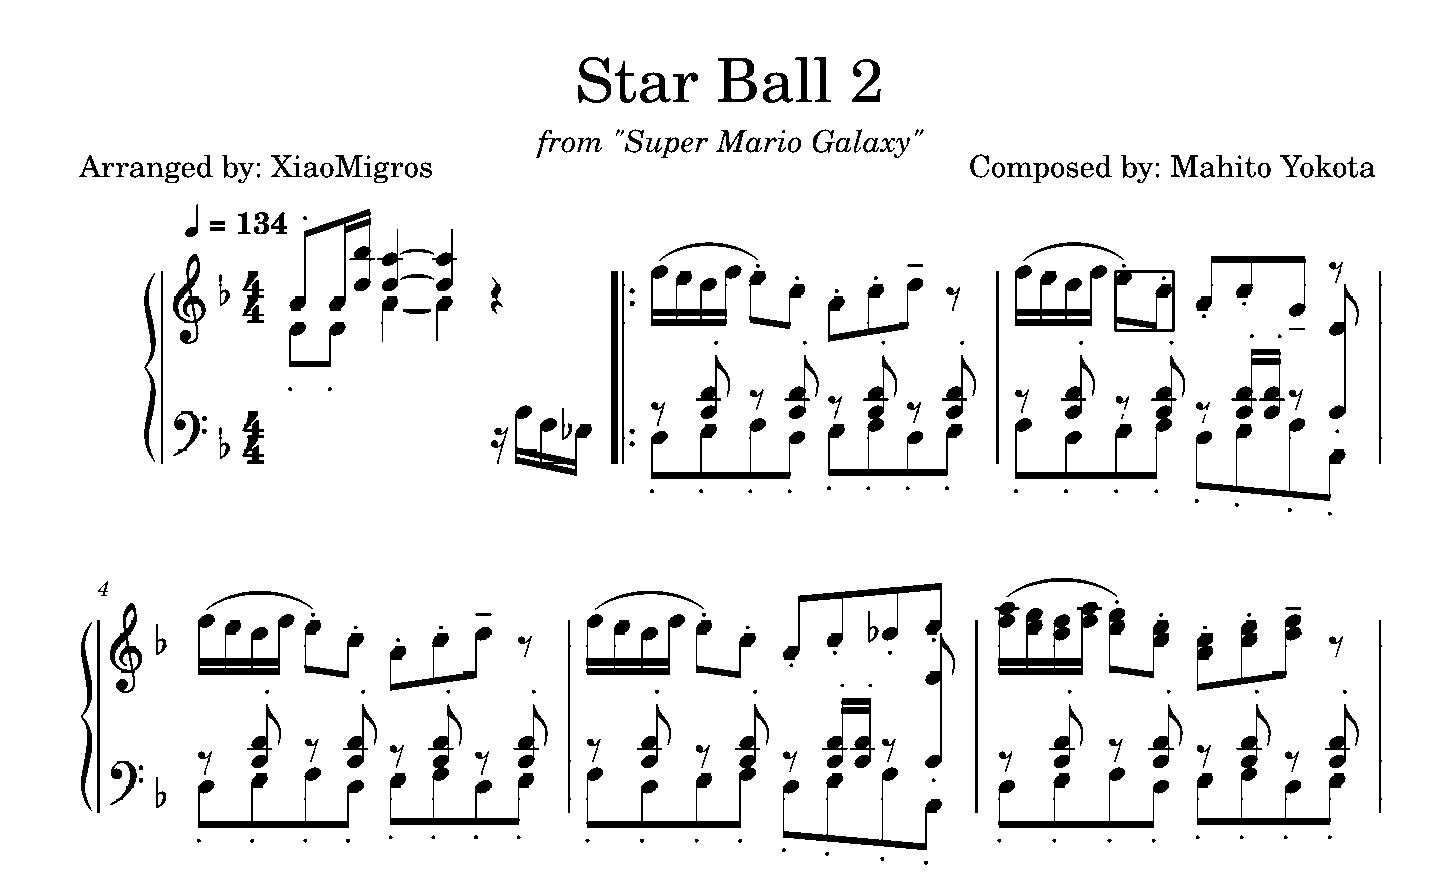 Star Ball 2
from "Super Mario Galaxy"
Arranged by: XiaoMigros
Composed by: Mahito Yokota
= 134
4